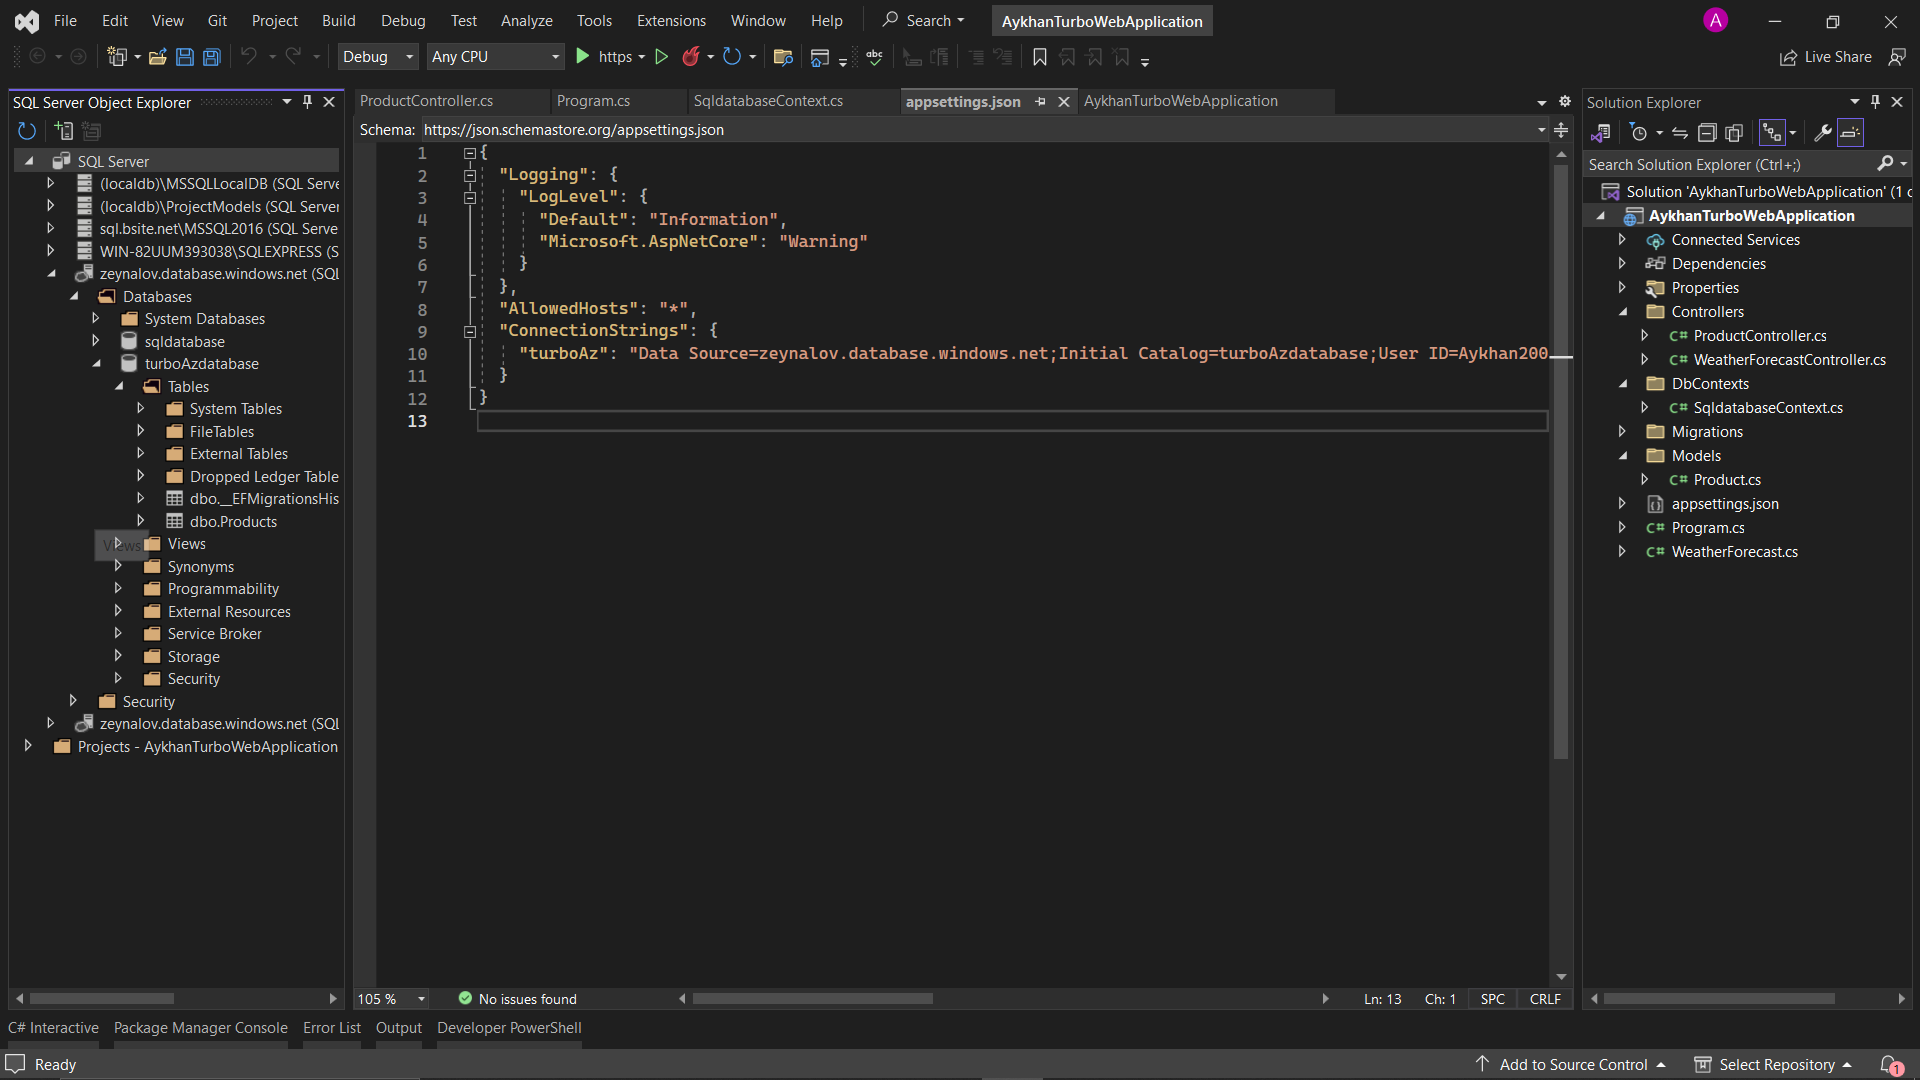 File Edit View Git Project Build Debug Test Analyze Tools Extensions Window Help Search AykhanTurboWebApplication A
Debug Any CPU https abc Live Share
SQL Server Object Explorer
SQL Server
(localdb)\MSSQLLocalDB (SQL Serve
(localdb)\ProjectModels (SQL Server
sql.bsite.net\MSSQL2016 (SQL Serve
WIN-82UUM393038\SQLEXPRESS (S
zeynalov.database.windows.net (SQL
Databases
System Databases
sqldatabase
turboAzdatabase
Tables
System Tables
FileTables
External Tables
Dropped Ledger Table
dbo.__EFMigrationsHis
dbo.Products
Views
Views
Synonyms
Programmability
External Resources
Service Broker
Storage
Security
Security
zeynalov.database.windows.net (SQL
Projects - AykhanTurboWebApplication
ProductController.cs Program.cs SqldatabaseContext.cs appsettings.json AykhanTurboWebApplication
Schema: https://json.schemastore.org/appsettings.json
1 {
2 "Logging": {
3 "LogLevel": {
4 "Default": "Information",
5 "Microsoft.AspNetCore": "Warning"
6 }
7 },
8 "AllowedHosts": "*",
9 "ConnectionStrings": {
10 "turboAz": "Data Source=zeynalov.database.windows.net;Initial Catalog=turboAzdatabase;User ID=Aykhan200
11 }
12 }
13
105 % No issues found Ln: 13 Ch: 1 SPC CRLF
Solution Explorer
Search Solution Explorer (Ctrl+;)
Solution 'AykhanTurboWebApplication' (1 c
AykhanTurboWebApplication
Connected Services
Dependencies
Properties
Controllers
C# ProductController.cs
C# WeatherForecastController.cs
DbContexts
C# SqldatabaseContext.cs
Migrations
Models
C# Product.cs
appsettings.json
C# Program.cs
C# WeatherForecast.cs
C# Interactive Package Manager Console Error List Output Developer PowerShell
Ready Add to Source Control Select Repository 1